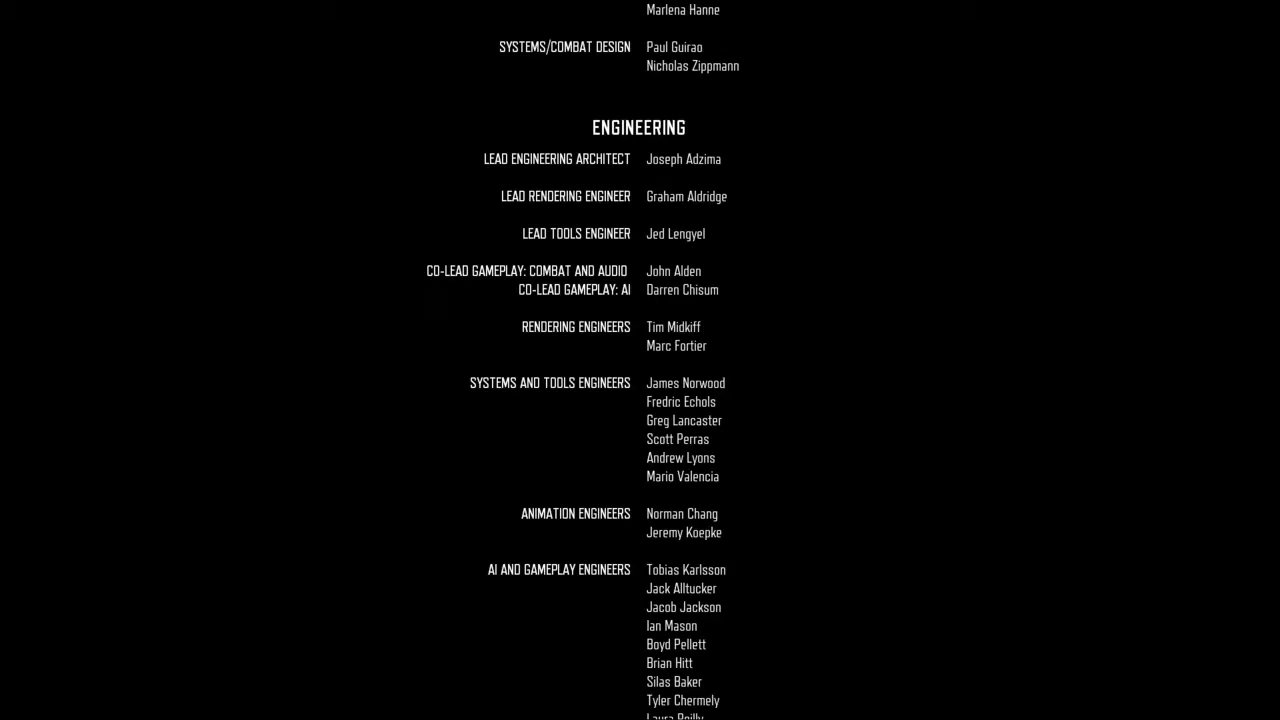 Marlena Hanne
SYSTEMS/COMBAT DESIGN Paul Guirao
Nicholas Zippmann
ENGINEERING
LEAD ENGINEERING ARCHITECT Joseph Adzima
LEAD RENDERING ENGINEER Graham Aldridge
LEAD TOOLS ENGINEER Jed Lengyel
CO-LEAD GAMEPLAY: COMBAT AND AUDIO John Alden
CO-LEAD GAMEPLAY: AI Darren Chisum
RENDERING ENGINEERS Tim Midkiff
Marc Fortier
SYSTEMS AND TOOLS ENGINEERS James Norwood
Fredric Echols
Greg Lancaster
Scott Perras
Andrew Lyons
Mario Valencia
ANIMATION ENGINEERS Norman Chang
Jeremy Koepke
AI AND GAMEPLAY ENGINEERS Tobias Karlsson
Jack Alltucker
Jacob Jackson
Ian Mason
Boyd Pellett
Brian Hitt
Silas Baker
Tyler Chermely